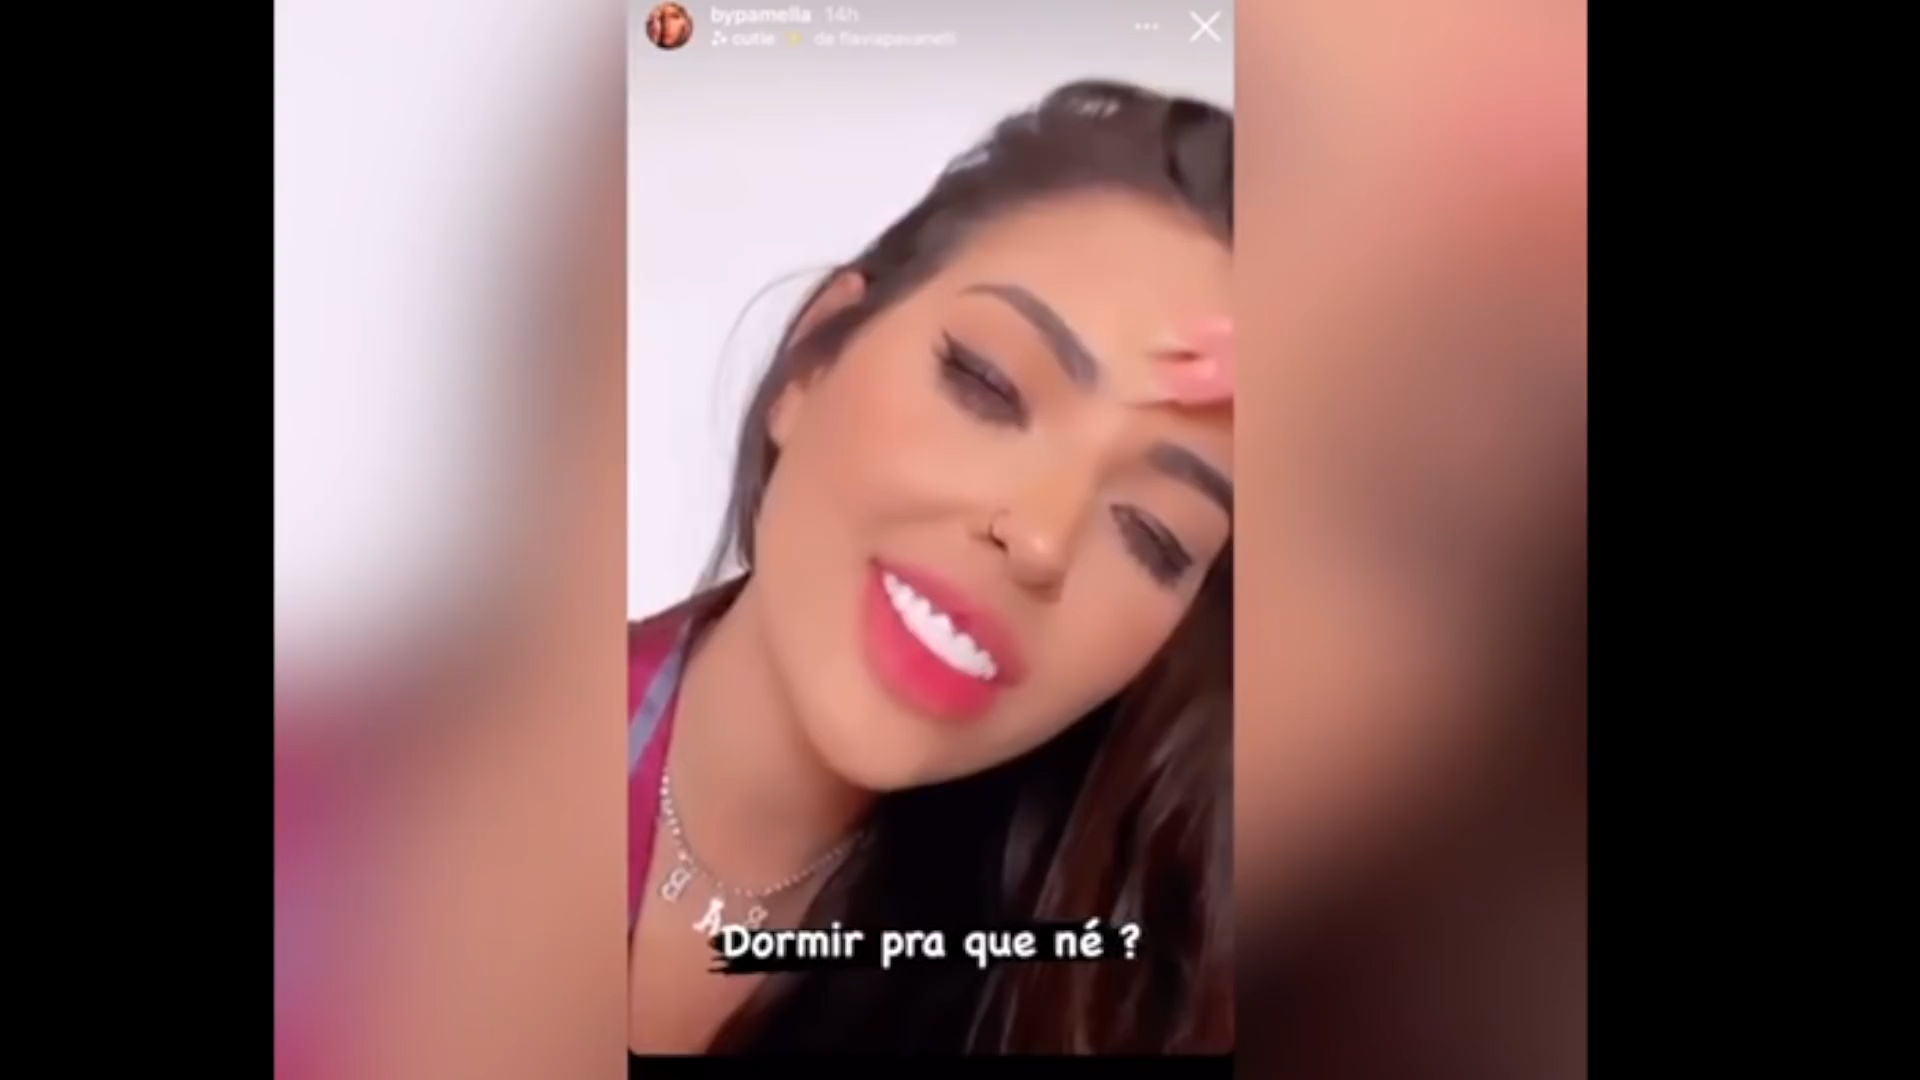 bypamella 14h
cutie ✨ de flaviapavanelli
B A B
Dormir pra que né ?